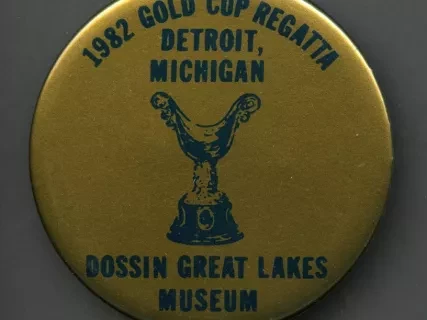 1982 GOLD CUP REGATTA
DETROIT,
MICHIGAN
DOSSIN GREAT LAKES
MUSEUM